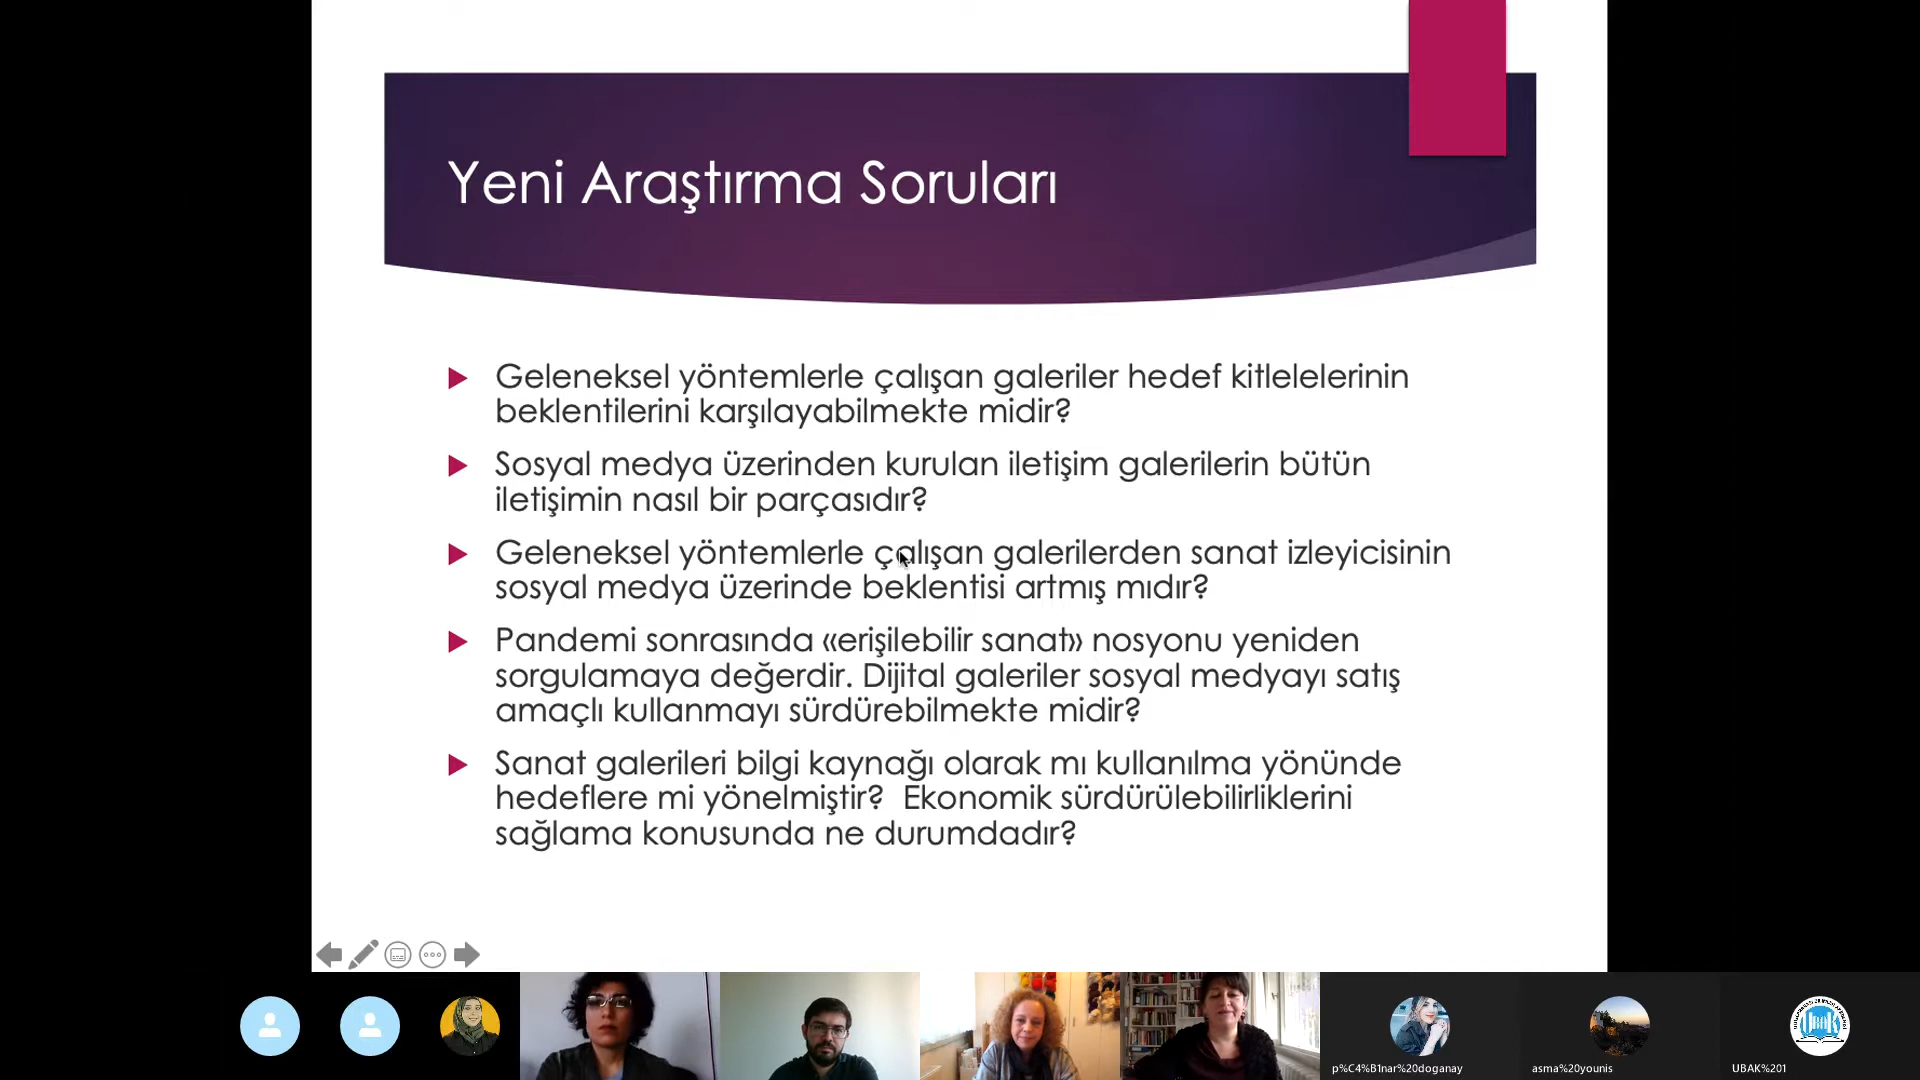 Yeni Araştırma Soruları
Geleneksel yöntemlerle çalışan galeriler hedef kitlelelerinin
beklentilerini karşılayabilmekte midir?
Sosyal medya üzerinden kurulan iletişim galerilerin bütün
iletişimin nasıl bir parçasıdır?
Geleneksel yöntemlerle çalışan galerilerden sanat izleyicisinin
sosyal medya üzerinde beklentisi artmış mıdır?
Pandemi sonrasında «erişilebilir sanat» nosyonu yeniden
sorgulamaya değerdir. Dijital galeriler sosyal medyayı satış
amaçlı kullanmayı sürdürebilmekte midir?
Sanat galerileri bilgi kaynağı olarak mı kullanılma yönünde
hedeflere mi yönelmiştir?  Ekonomik sürdürülebilirliklerini
sağlama konusunda ne durumdadır?
p%C4%B1nar%20doganay
asma%20younis
UBAK%201
UBAK